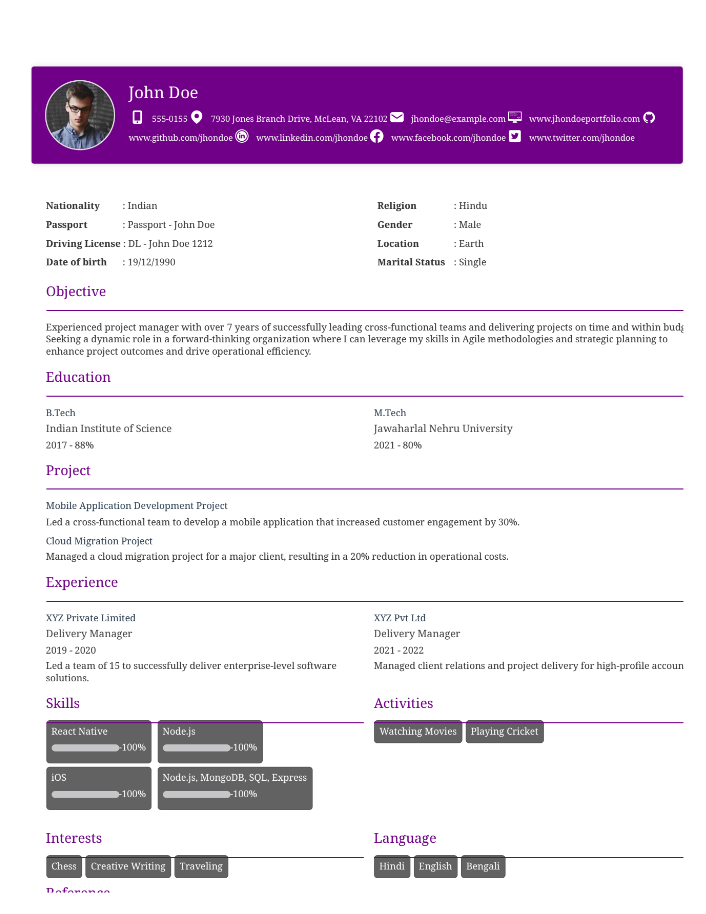 John Doe
555-0155 7930 Jones Branch Drive, McLean, VA 22102 jhondoe@example.com www.jhondoeportfolio.com
www.github.com/jhondoe www.linkedin.com/jhondoe www.facebook.com/jhondoe www.twitter.com/jhondoe
Nationality : Indian
Religion : Hindu
Passport : Passport - John Doe
Gender : Male
Driving License : DL - John Doe 1212
Location : Earth
Date of birth : 19/12/1990
Marital Status : Single
Objective
Experienced project manager with over 7 years of successfully leading cross-functional teams and delivering projects on time and within
Seeking a dynamic role in a forward-thinking organization where I can leverage my skills in Agile methodologies and strategic planning to
enhance project outcomes and drive operational efficiency.
Education
B.Tech
Indian Institute of Science
2017 - 88%
M.Tech
Jawaharlal Nehru University
2021 - 80%
Project
Mobile Application Development Project
Led a cross-functional team to develop a mobile application that increased customer engagement by 30%.
Cloud Migration Project
Managed a cloud migration project for a major client, resulting in a 20% reduction in operational costs.
Experience
XYZ Private Limited
Delivery Manager
2019 - 2020
Led a team of 15 to successfully deliver enterprise-level software
solutions.
XYZ Pvt Ltd
Delivery Manager
2021 - 2022
Managed client relations and project delivery for high-profile accoun
Skills
React Native
-100%
Node.js
-100%
iOS
-100%
Node.js, MongoDB, SQL, Express
-100%
Activities
Watching Movies
Playing Cricket
Interests
Chess
Creative Writing
Traveling
Language
Hindi
English
Bengali